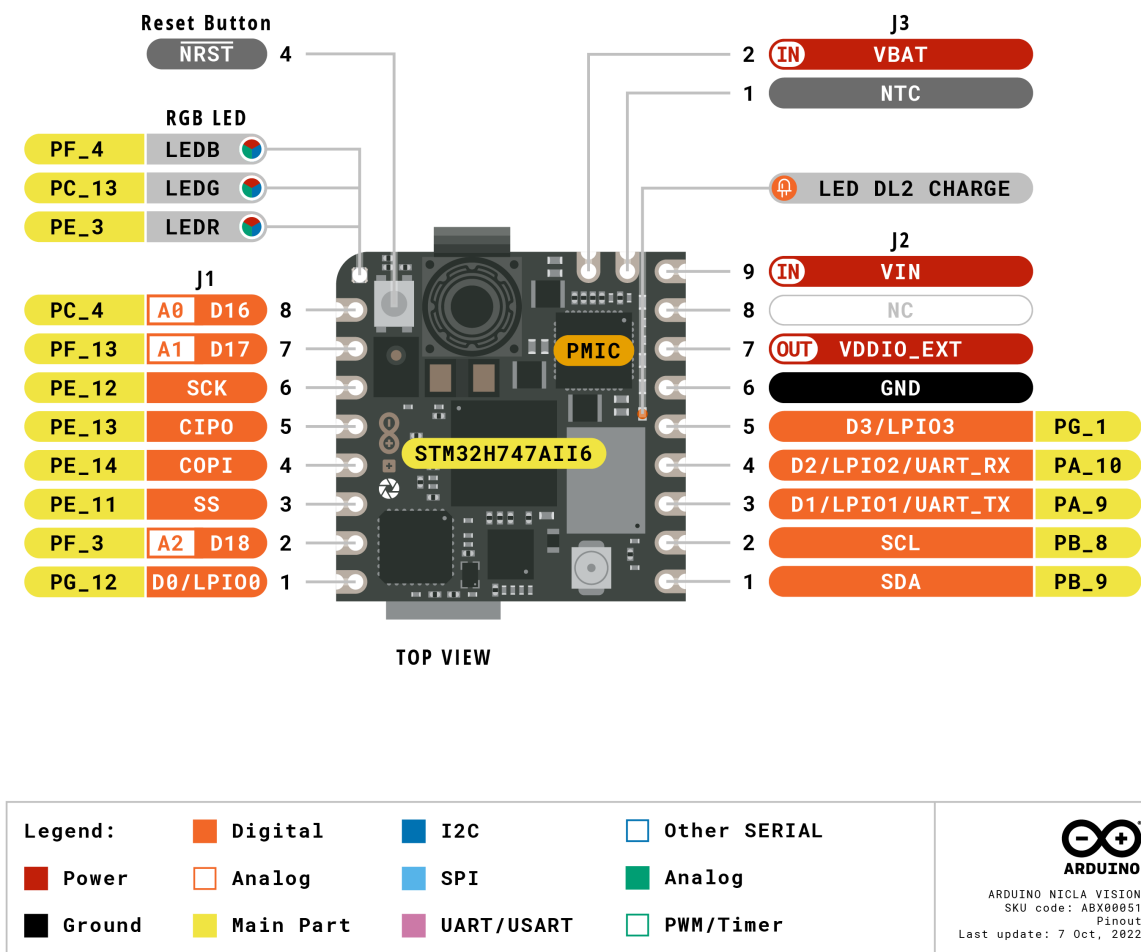 Reset Button
NRST 4
RGB LED
PF_4 LEDB
PC_13 LEDG
PE_3 LEDR
J1
PC_4 A0 D16 8
PF_13 A1 D17 7
PE_12 SCK 6
PE_13 CIPO 5
PE_14 COPI 4
PE_11 SS 3
PF_3 A2 D18 2
PG_12 D0/LPIO0 1
PMIC
STM32H747AII6
J3
2 IN VBAT
1 NTC
LED DL2 CHARGE
J2
9 IN VIN
8 NC
7 OUT VDDIO_EXT
6 GND
5 D3/LPIO3 PG_1
4 D2/LPIO2/UART_RX PA_10
3 D1/LPIO1/UART_TX PA_9
2 SCL PB_8
1 SDA PB_9
TOP VIEW
Legend:
Power
Ground
Digital
Analog
Main Part
I2C
SPI
UART/USART
Other SERIAL
Analog
PWM/Timer
ARDUINO
ARDUINO NICLA VISION
SKU code: ABX00051
Pinout
Last update: 7 Oct, 2022